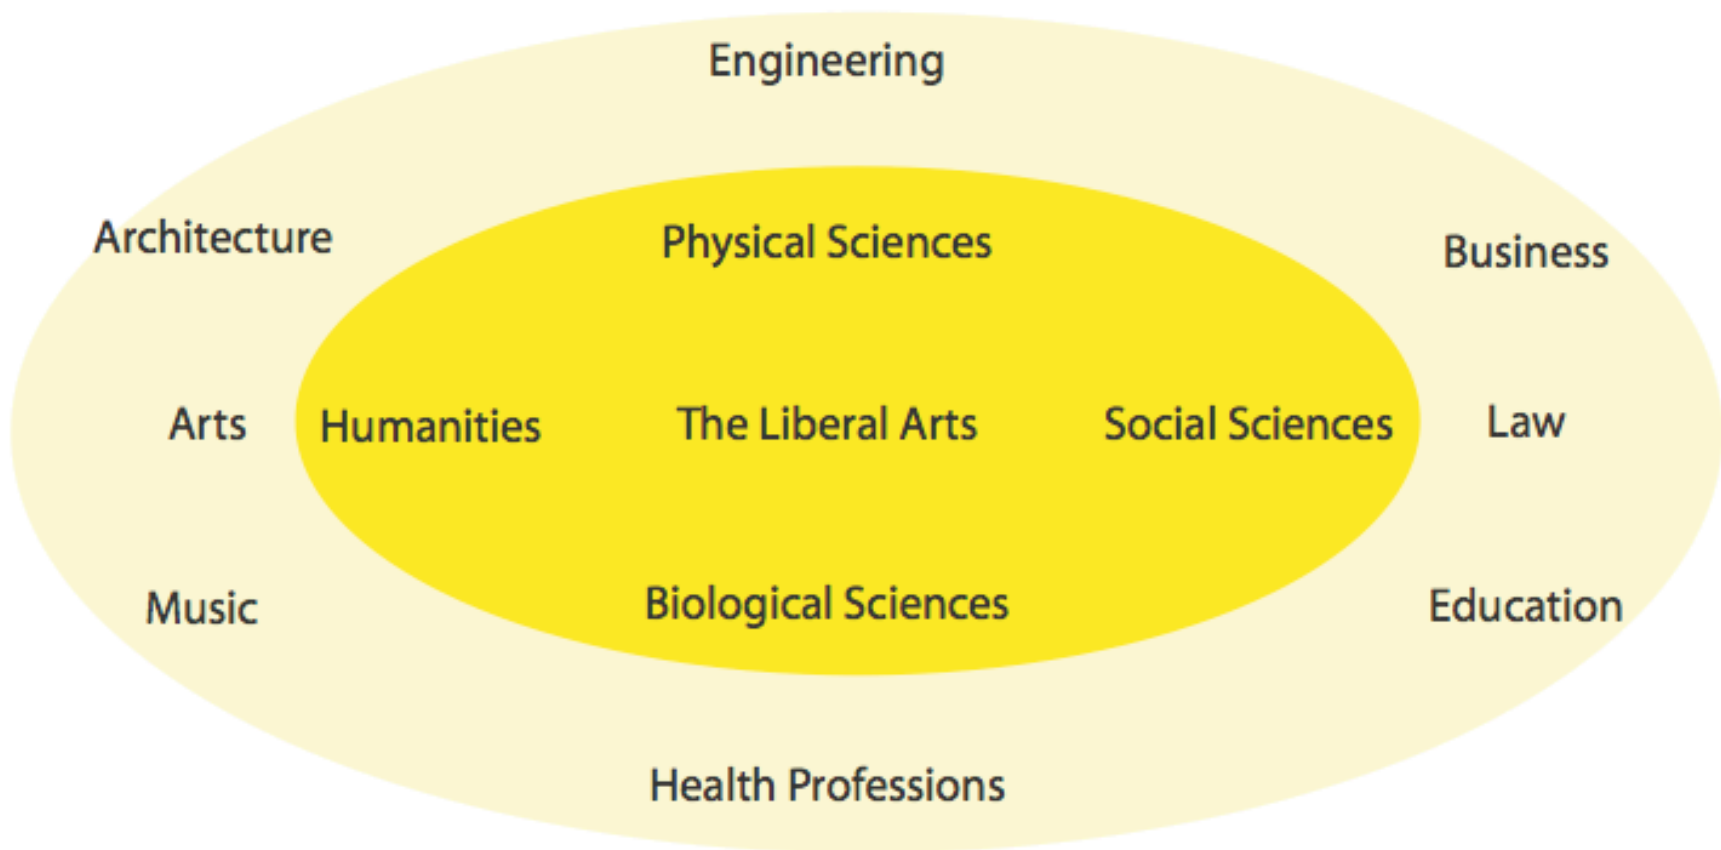 Engineering
Architecture
Physical Sciences
Business
Arts
Humanities
The Liberal Arts
Social Sciences
Law
Music
Biological Sciences
Education
Health Professions